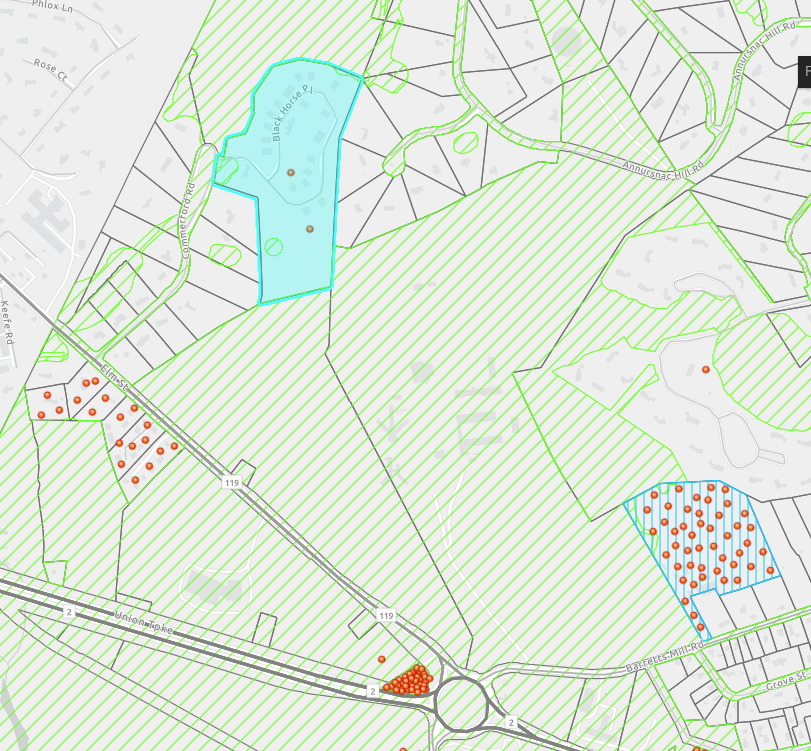 Phlox Ln
Rose Ct
Annursnac Hill Rd
F
Black Horse Pl
Annursnac Hill Rd
Commerford Rd
Keefe Rd
Elm St
119
2
Union Tpke
119
Barretts Mill Rd
Grove St
2
2